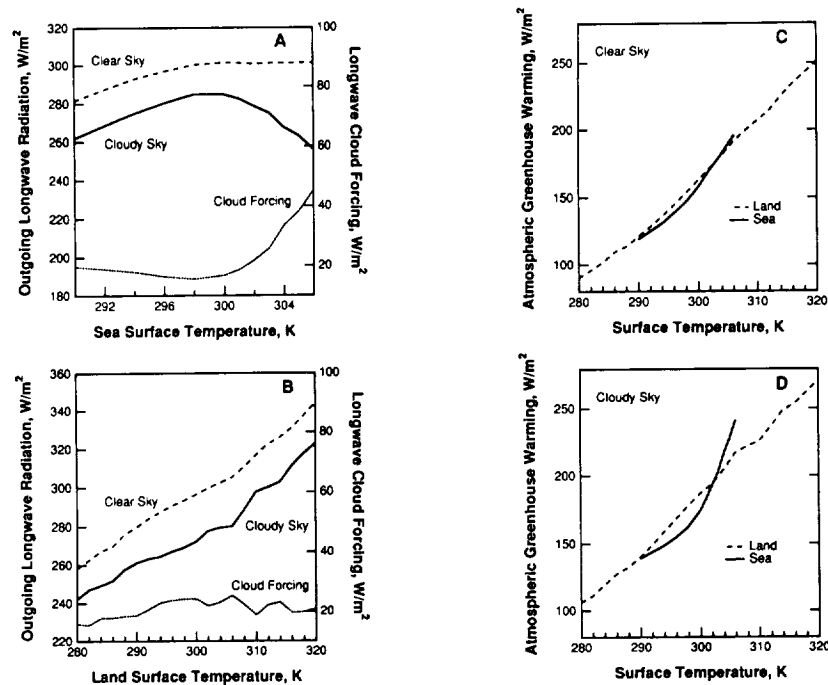 A
Outgoing Longwave Radiation, W/m²
320
300
280
260
240
220
200
180
Clear Sky
Cloudy Sky
Cloud Forcing
100
80
60
40
20
Longwave Cloud Forcing, W/m²
292
296
300
304
Sea Surface Temperature, K
C
Atmospheric Greenhouse Warming, W/m²
250
200
150
100
Clear Sky
Land
Sea
280
290
300
310
320
Surface Temperature, K
B
Outgoing Longwave Radiation, W/m²
360
340
320
300
280
260
240
220
Clear Sky
Cloudy Sky
Cloud Forcing
100
80
60
40
20
Longwave Cloud Forcing, W/m²
280
290
300
310
320
Land Surface Temperature, K
D
Atmospheric Greenhouse Warming, W/m²
250
200
150
100
Cloudy Sky
Land
Sea
280
290
300
310
320
Surface Temperature, K